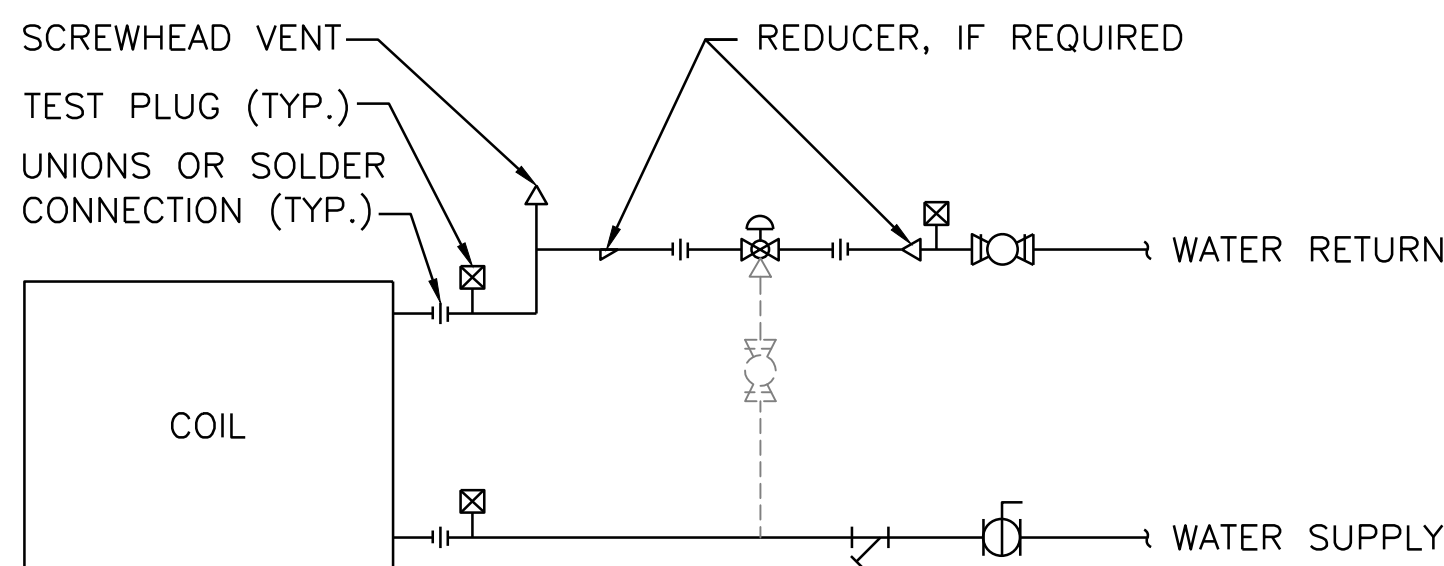 SCREWHEAD VENT
REDUCER, IF REQUIRED
TEST PLUG (TYP.)
UNIONS OR SOLDER
CONNECTION (TYP.)
WATER RETURN
COIL
WATER SUPPLY